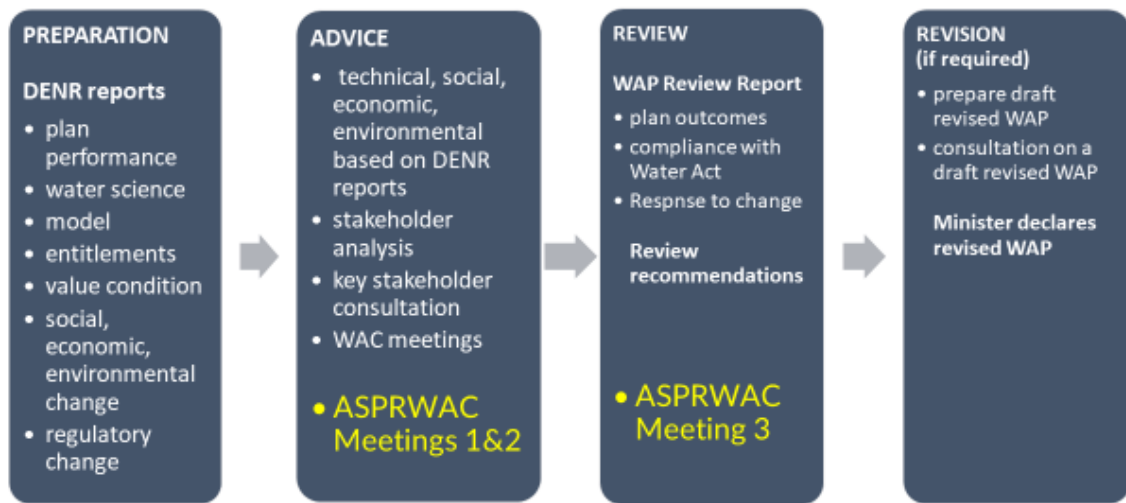 PREPARATION
DENR reports
• plan
performance
• water science
• model
• entitlements
• value condition
• social,
economic,
environmental
change
• regulatory
change
ADVICE
• technical, social,
economic,
environmental
based on DENR
reports
• stakeholder
analysis
• key stakeholder
consultation
• WAC meetings
• ASPRWAC
Meetings 1&2
REVIEW
WAP Review Report
• plan outcomes
• compliance with
Water Act
• Respnse to change
Review
recommendations
• ASPRWAC
Meeting 3
REVISION
(if required)
• prepare draft
revised WAP
• consultation on a
draft revised WAP
Minister declares
revised WAP